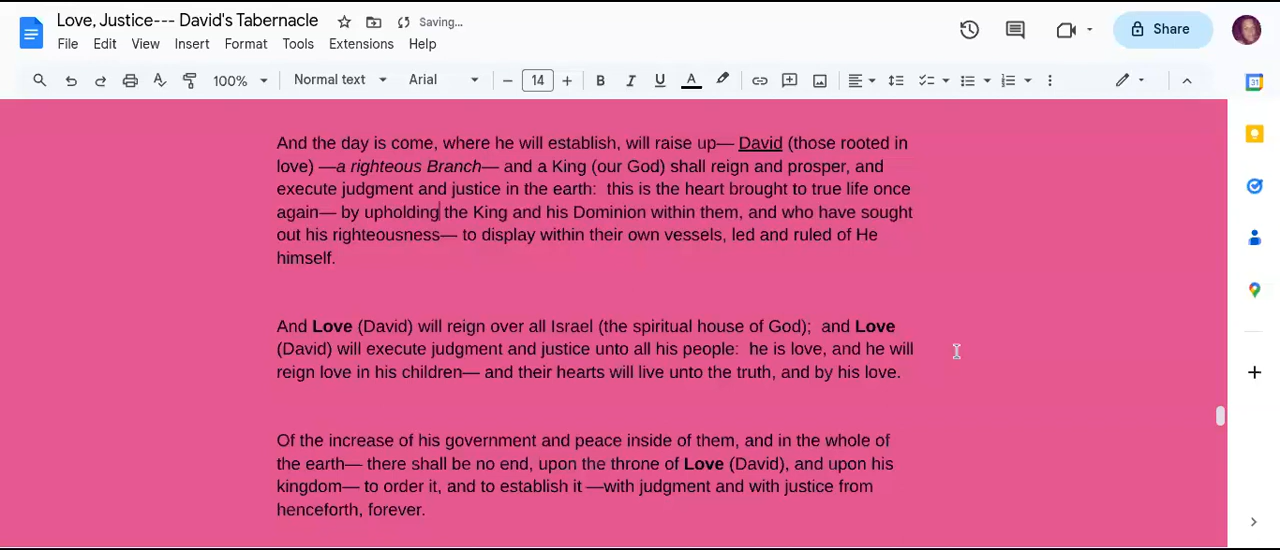 Love, Justice--- David's Tabernacle
Saving...
File Edit View Insert Format Tools Extensions Help
Share
100% Normal text Arial 14 B I U A
31
And the day is come, where he will establish, will raise up— David (those rooted in
love) —a righteous Branch— and a King (our God) shall reign and prosper, and
execute judgment and justice in the earth:  this is the heart brought to true life once
again— by upholding the King and his Dominion within them, and who have sought
out his righteousness— to display within their own vessels, led and ruled of He
himself.
And Love (David) will reign over all Israel (the spiritual house of God);  and Love
(David) will execute judgment and justice unto all his people:  he is love, and he will
reign love in his children— and their hearts will live unto the truth, and by his love.
Of the increase of his government and peace inside of them, and in the whole of
the earth— there shall be no end, upon the throne of Love (David), and upon his
kingdom— to order it, and to establish it —with judgment and with justice from
henceforth, forever.